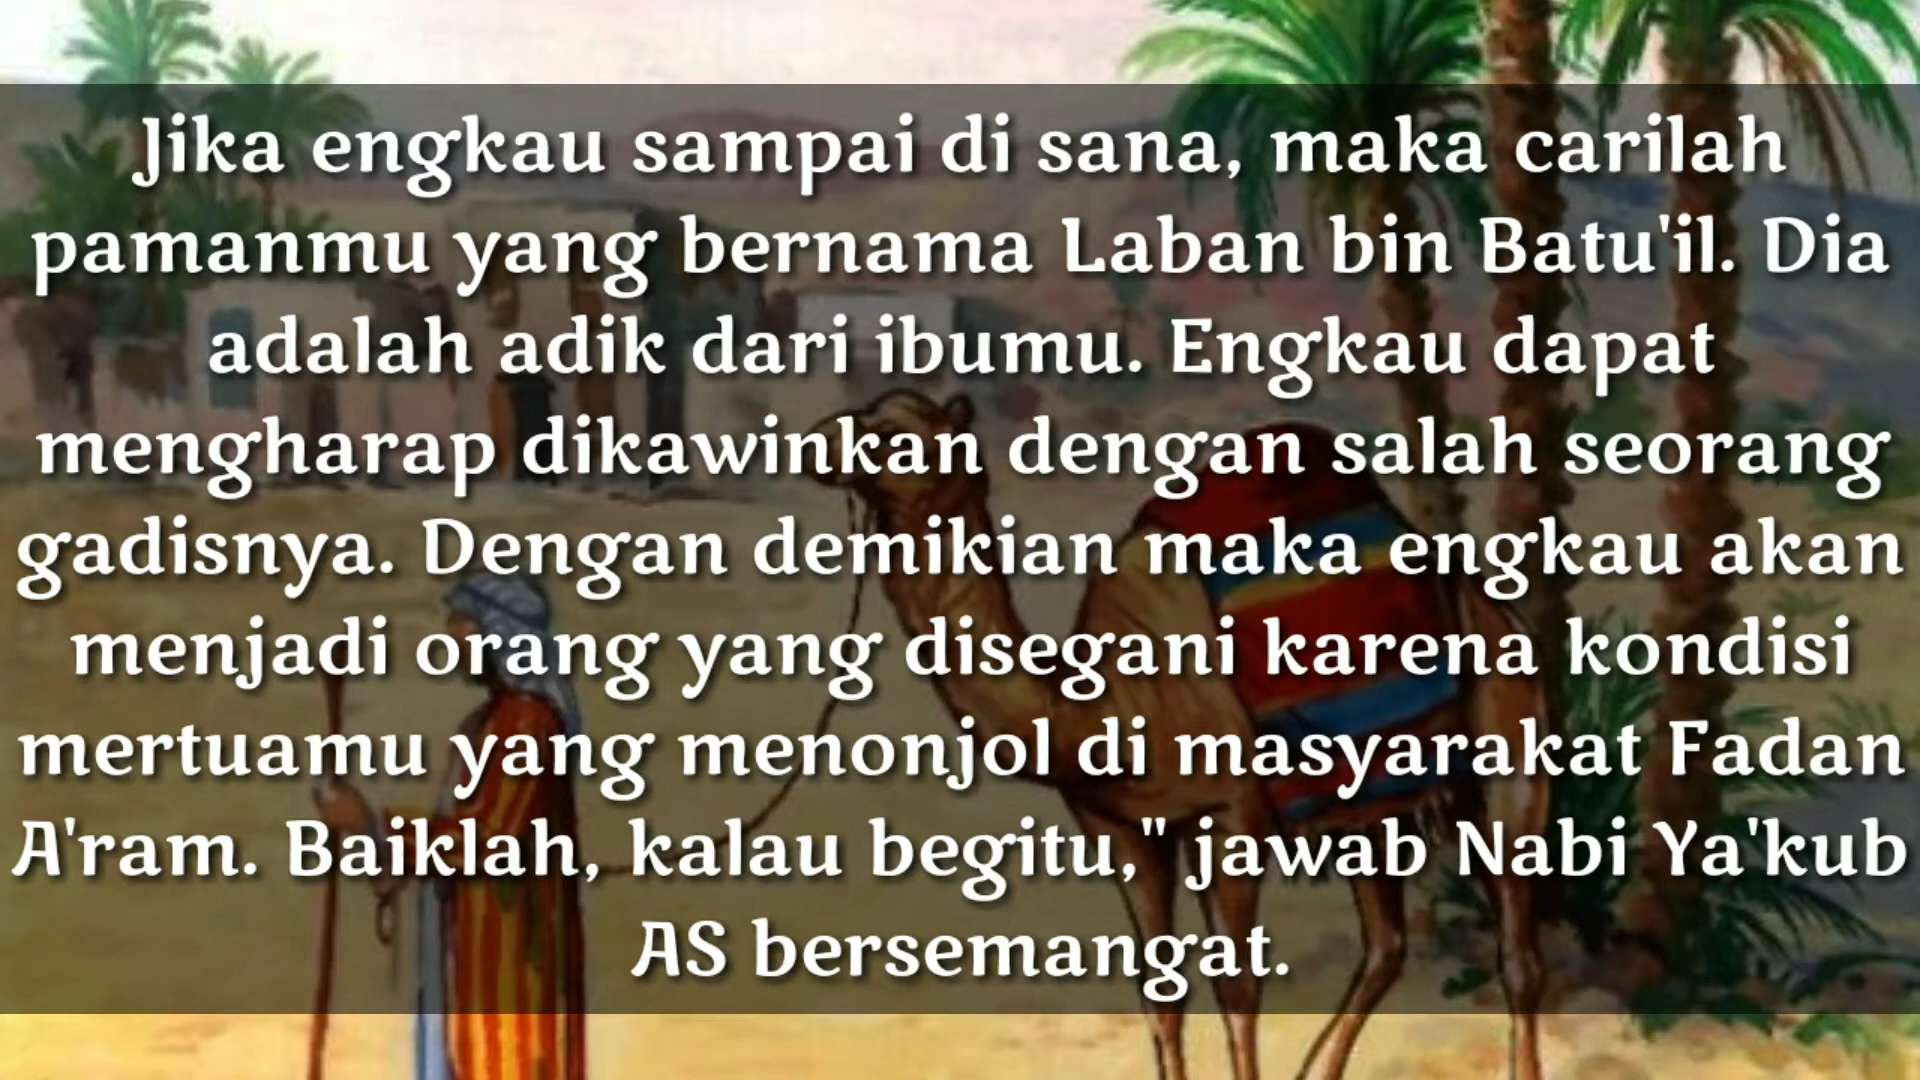 Jika engkau sampai di sana, maka carilah
pamanmu yang bernama Laban bin Batu'il. Dia
adalah adik dari ibumu. Engkau dapat
mengharap dikawinkan dengan salah seorang
gadisnya. Dengan demikian maka engkau akan
menjadi orang yang disegani karena kondisi
mertuamu yang menonjol di masyarakat Fadan
A'ram. Baiklah, kalau begitu," jawab Nabi Ya'kub
AS bersemangat.